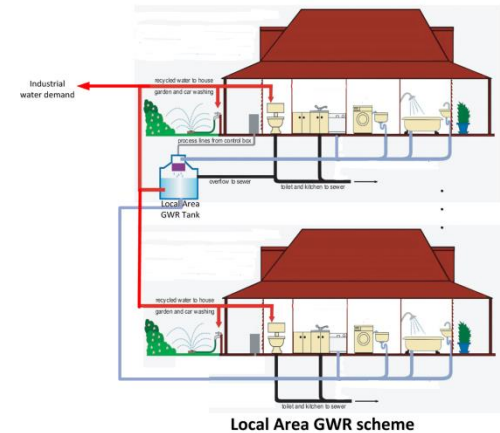 Industrial
water demand
recycled water to house
garden and car washing
process lines from control box
overflow to sewer
toilet and kitchen to sewer
Local Area
GWR Tank
recycled water to house
garden and car washing
toilet and kitchen to sewer
Local Area GWR scheme